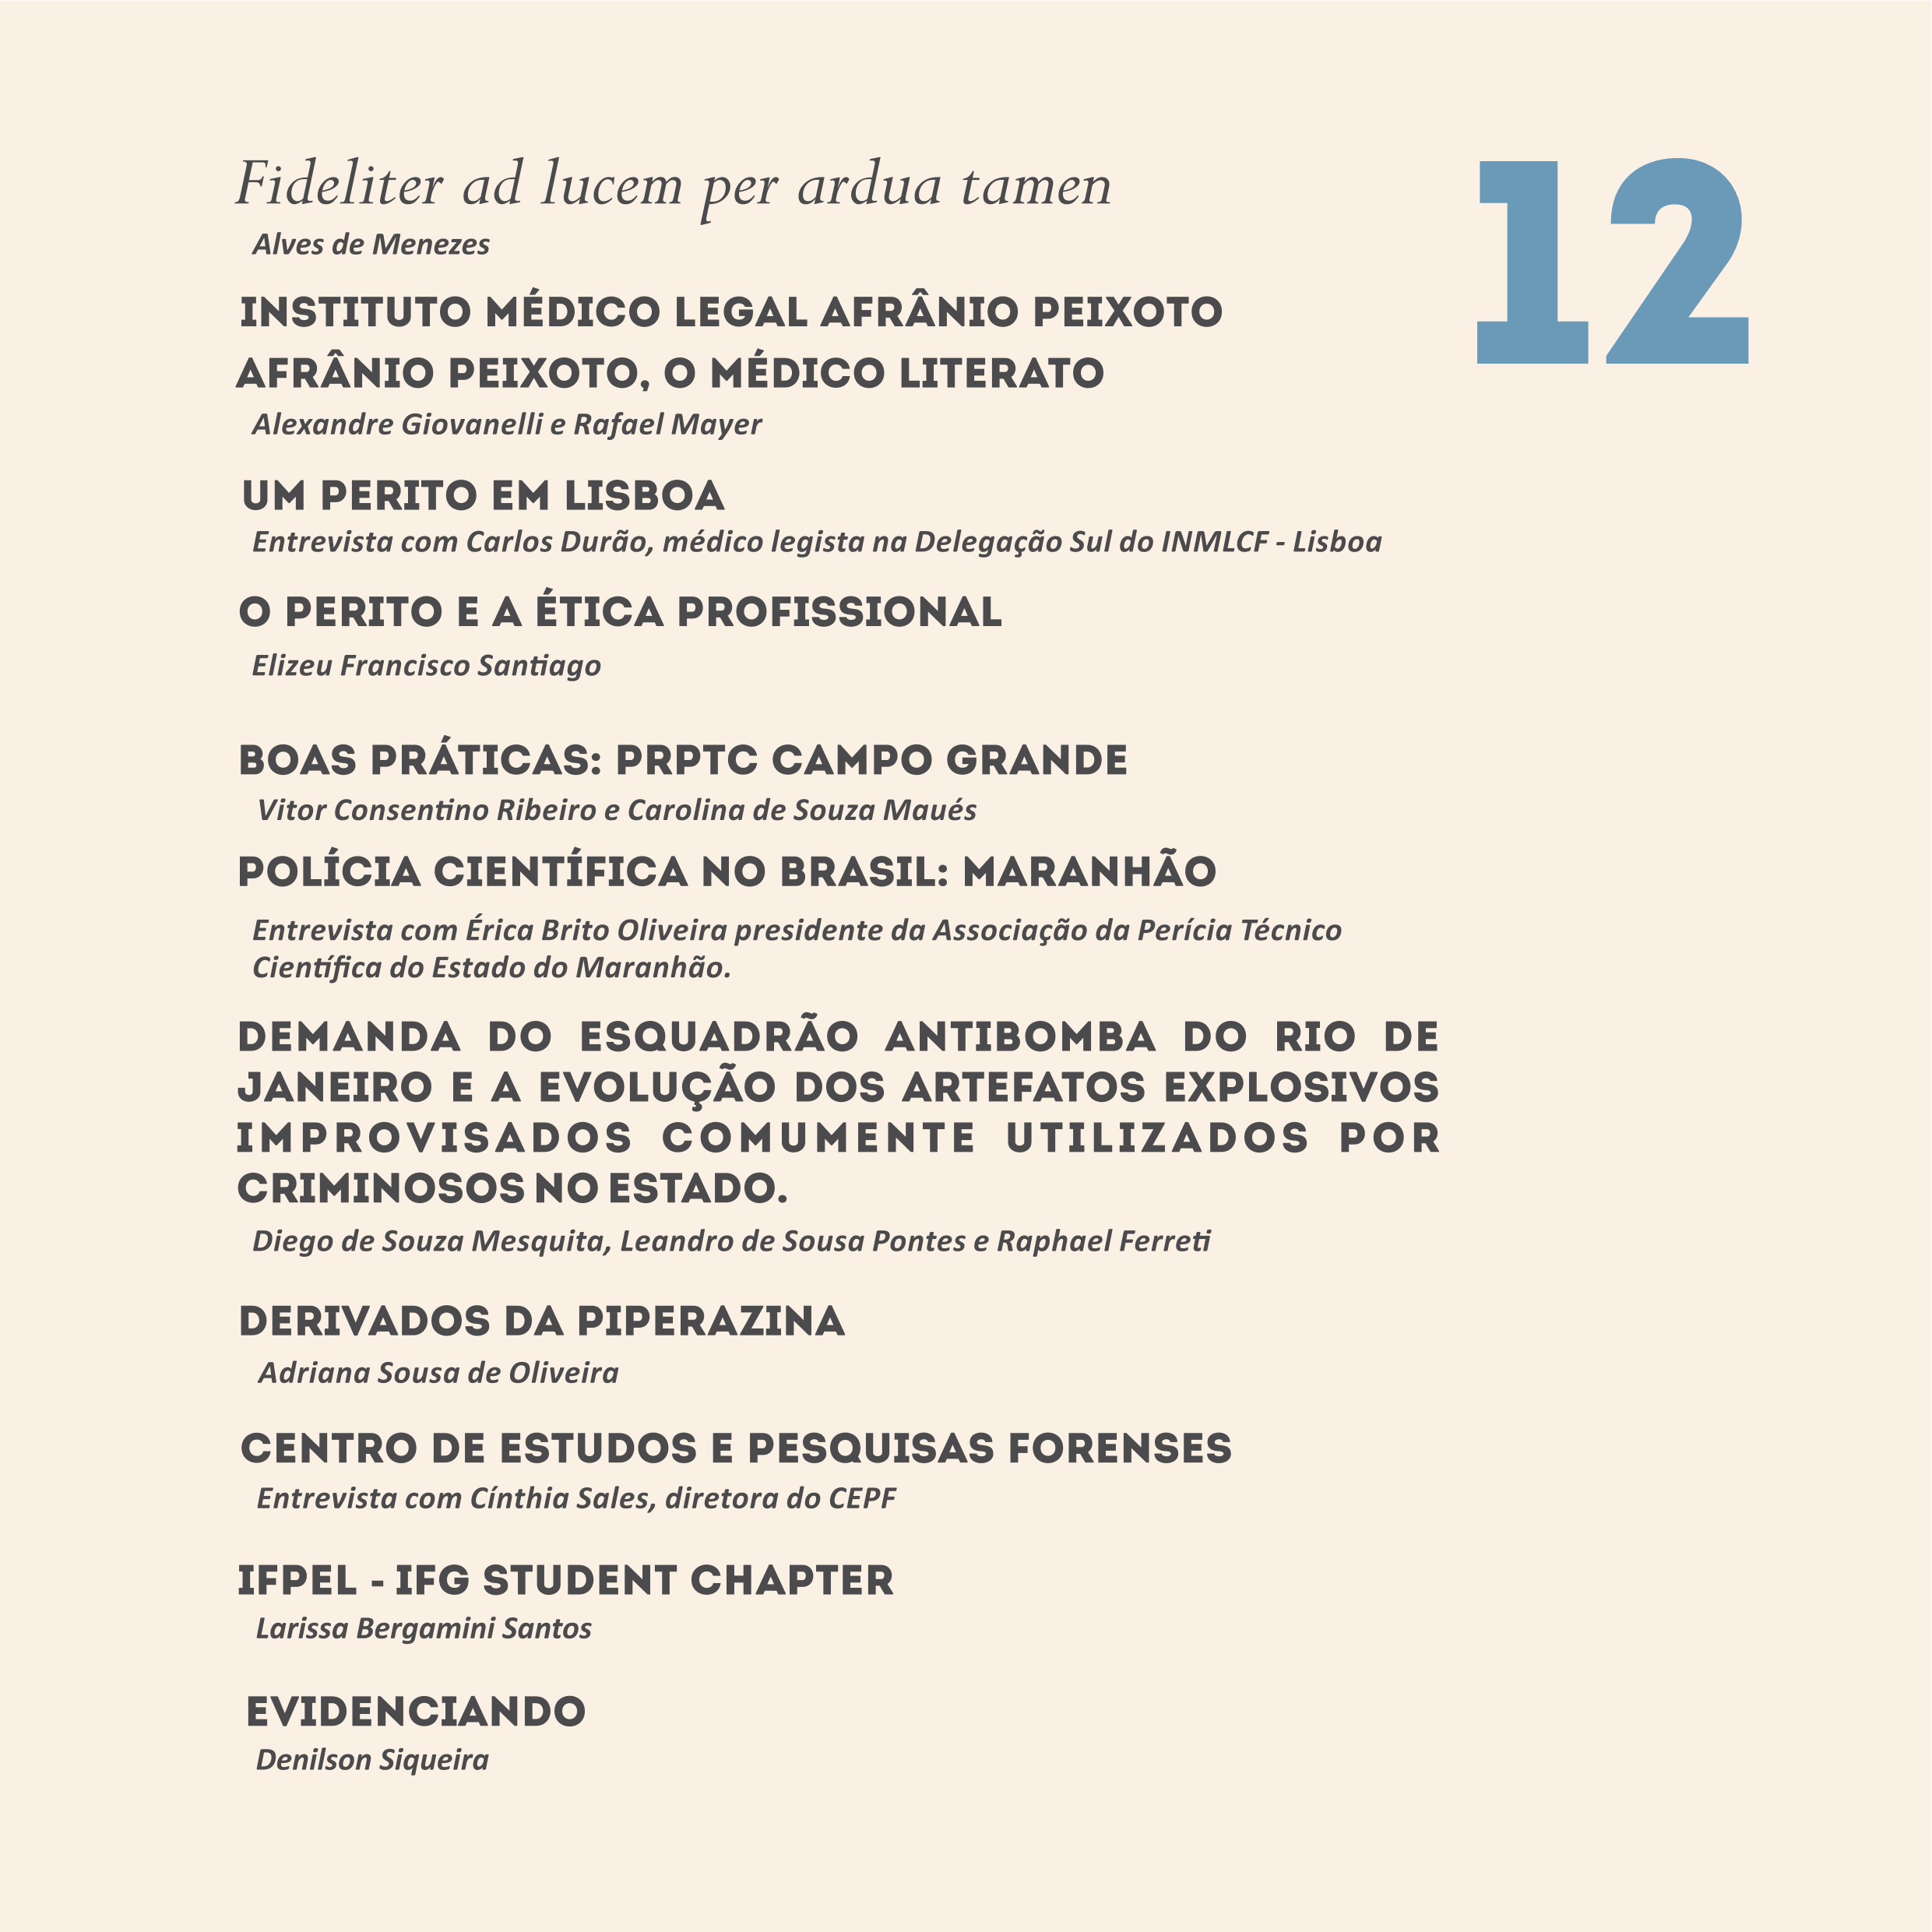 Fideliter ad lucem per ardua tamen
12
Alves de Menezes
INSTITUTO MÉDICO LEGAL AFRÂNIO PEIXOTO
AFRÂNIO PEIXOTO, O MÉDICO LITERATO
Alexandre Giovanelli e Rafael Mayer
UM PERITO EM LISBOA
Entrevista com Carlos Durão, médico legista na Delegação Sul do INMLCF - Lisboa
O PERITO E A ÉTICA PROFISSIONAL
Elizeu Francisco Santiago
BOAS PRÁTICAS: PRPTC CAMPO GRANDE
Vitor Consentino Ribeiro e Carolina de Souza Maués
POLÍCIA CIENTÍFICA NO BRASIL: MARANHÃO
Entrevista com Érica Brito Oliveira presidente da Associação da Perícia Técnico
Científica do Estado do Maranhão.
DEMANDA DO ESQUADRÃO ANTIBOMBA DO RIO DE
JANEIRO E A EVOLUÇÃO DOS ARTEFATOS EXPLOSIVOS
IMPROVISADOS COMUMENTE UTILIZADOS POR
CRIMINOSOS NO ESTADO.
Diego de Souza Mesquita, Leandro de Sousa Pontes e Raphael Ferreti
DERIVADOS DA PIPERAZINA
Adriana Sousa de Oliveira
CENTRO DE ESTUDOS E PESQUISAS FORENSES
Entrevista com Cínthia Sales, diretora do CEPF
IFPEL - IFG STUDENT CHAPTER
Larissa Bergamini Santos
EVIDENCIANDO
Denilson Siqueira